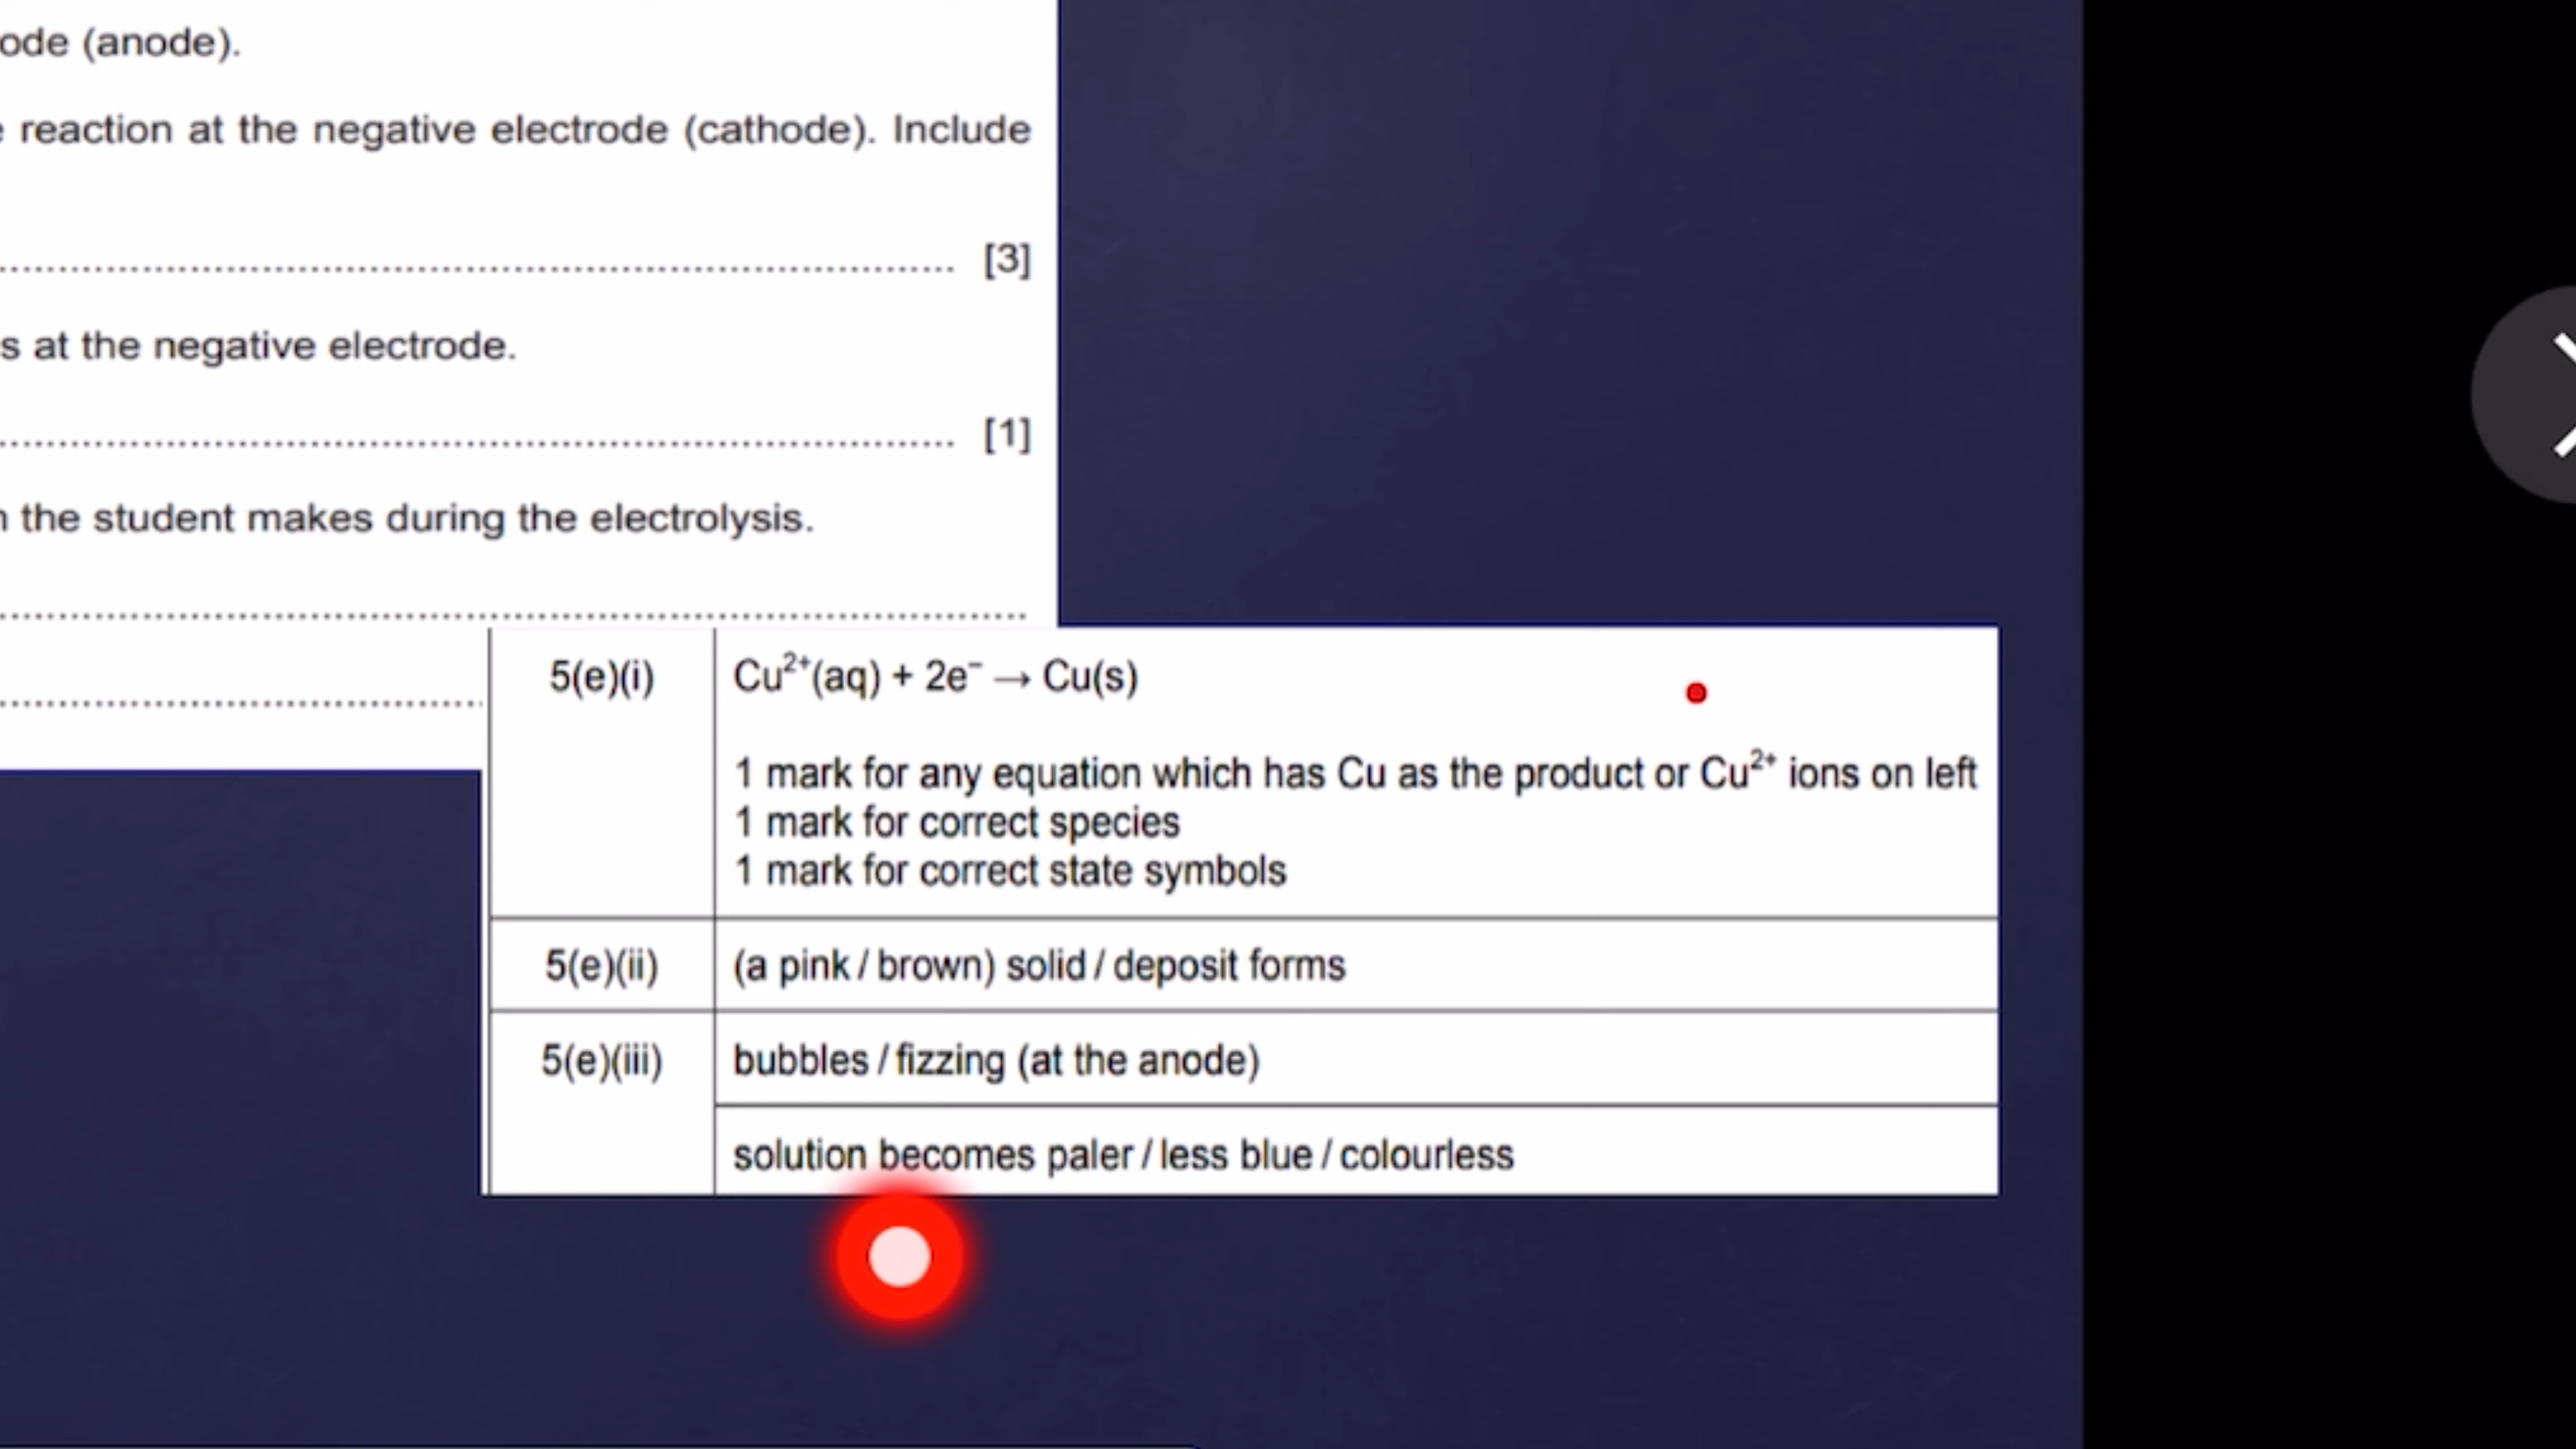 ode (anode).
reaction at the negative electrode (cathode). Include
[3]
s at the negative electrode.
[1]
the student makes during the electrolysis.
5(e)(i) Cu²⁺(aq) + 2e⁻ → Cu(s)
1 mark for any equation which has Cu as the product or Cu²⁺ ions on left
1 mark for correct species
1 mark for correct state symbols
5(e)(ii) (a pink / brown) solid / deposit forms
5(e)(iii) bubbles / fizzing (at the anode)
solution becomes paler / less blue / colourless